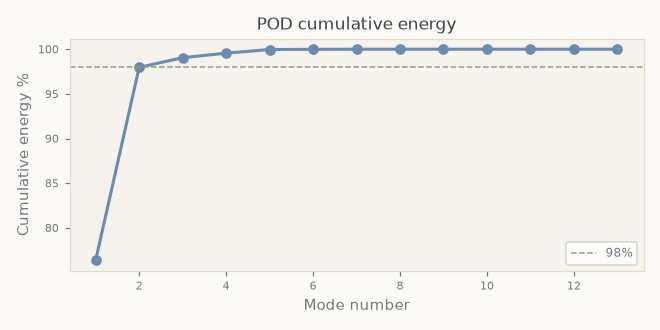 POD cumulative energy
Cumulative energy %
100
95
90
85
80
98%
2 4 6 8 10 12
Mode number